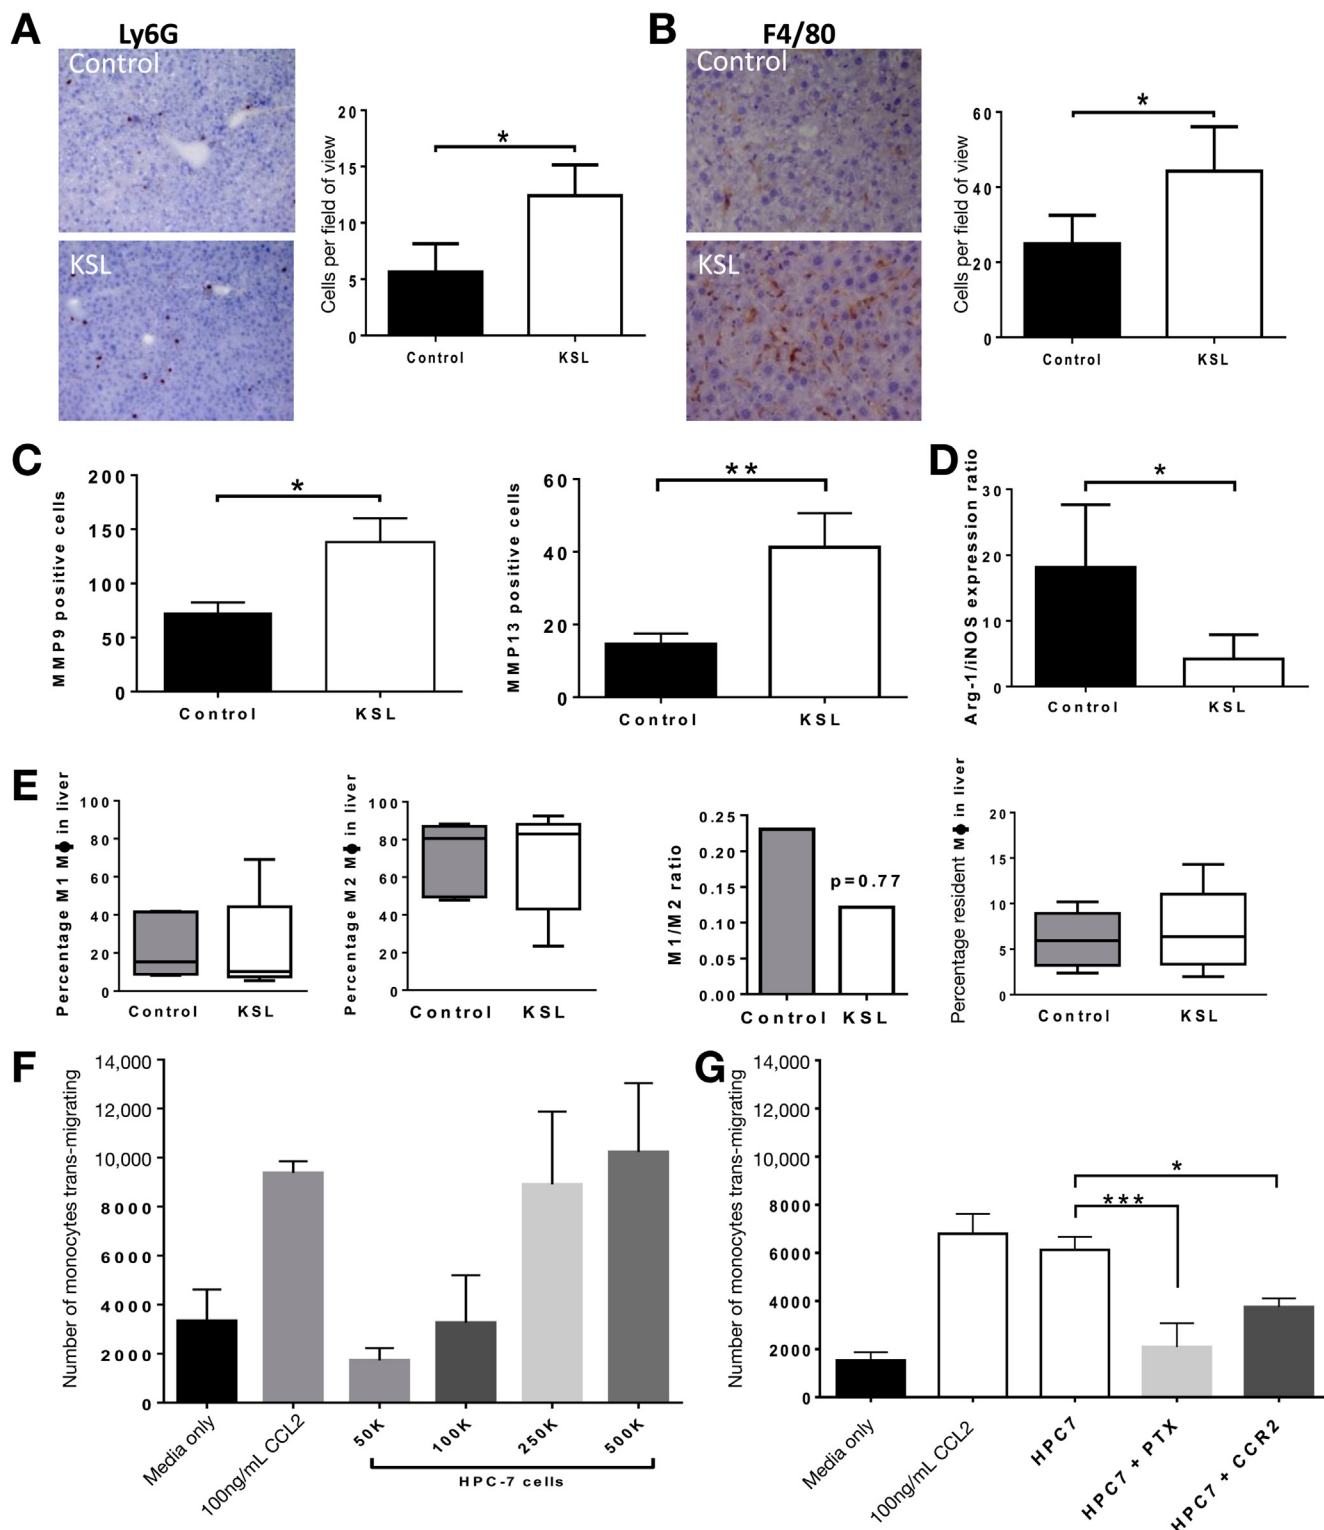 A
Ly6G
Control
KSL
Cells per field of view
20
15
10
5
0
Control
KSL
*
B
F4/80
Control
KSL
Cells per field of view
60
40
20
0
Control
KSL
*
C
MMP9 positive cells
200
150
100
50
0
Control
KSL
*
MMP13 positive cells
60
40
20
0
Control
KSL
**
D
Arg-1/iNOS expression ratio
30
20
10
0
Control
KSL
*
E
Percentage M1 Mϕ in liver
100
80
60
40
20
0
Control
KSL
Percentage M2 Mϕ in liver
100
80
60
40
20
0
Control
KSL
M1/M2 ratio
0.25
0.20
0.15
0.10
0.05
0.00
p=0.77
Control
KSL
Percentage resident Mϕ in liver
20
15
10
5
0
Control
KSL
F
Number of monocytes trans-migrating
14,000
12,000
10,000
8000
6000
4000
2000
0
Media only
100ng/mL CCL2
50K
100K
250K
500K
HPC-7 cells
G
Number of monocytes trans-migrating
14,000
12,000
10,000
8000
6000
4000
2000
0
*
***
Media only
100ng/mL CCL2
HPC7
HPC7 + PTX
HPC7 + CCR2